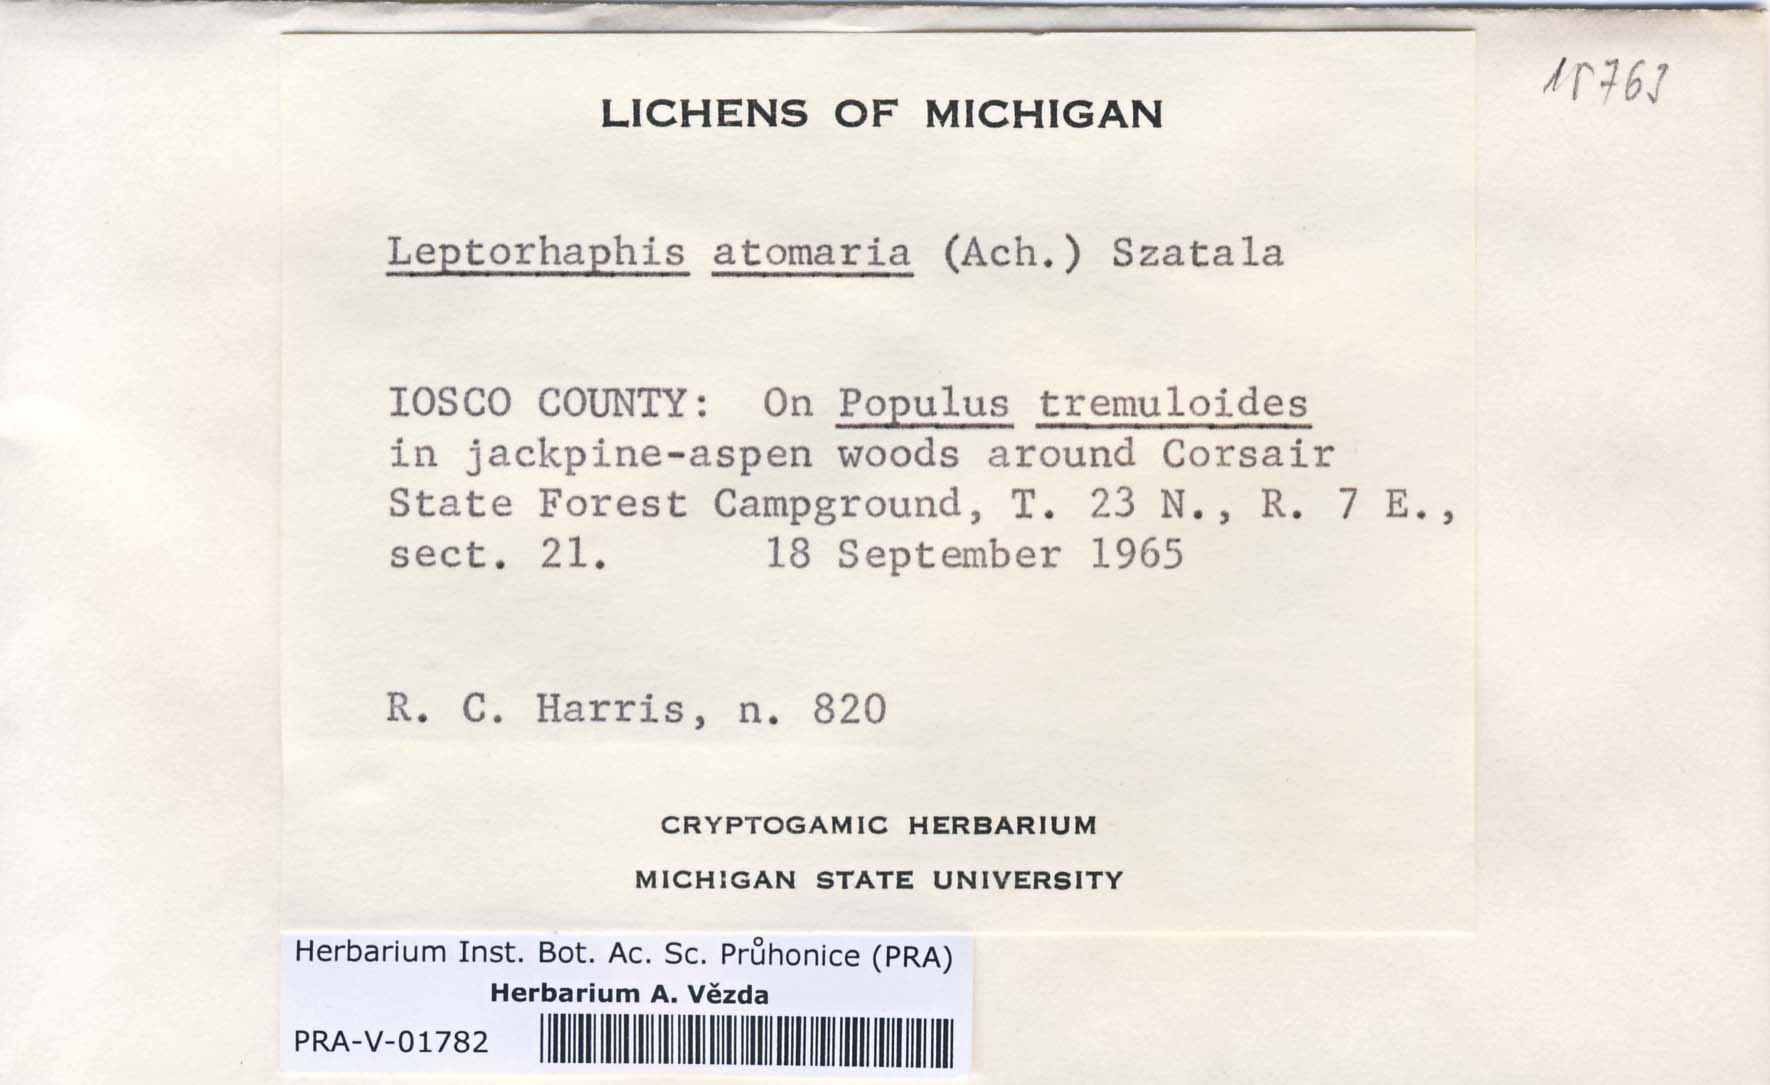 15763
LICHENS OF MICHIGAN
Leptorhaphis atomaria (Ach.) Szatala
IOSCO COUNTY: On Populus tremuloides
in jackpine-aspen woods around Corsair
State Forest Campground, T. 23 N., R. 7 E.,
sect. 21. 18 September 1965
R. C. Harris, n. 820
CRYPTOGAMIC HERBARIUM
MICHIGAN STATE UNIVERSITY
Herbarium Inst. Bot. Ac. Sc. Průhonice (PRA)
Herbarium A. Vězda
PRA-V-01782